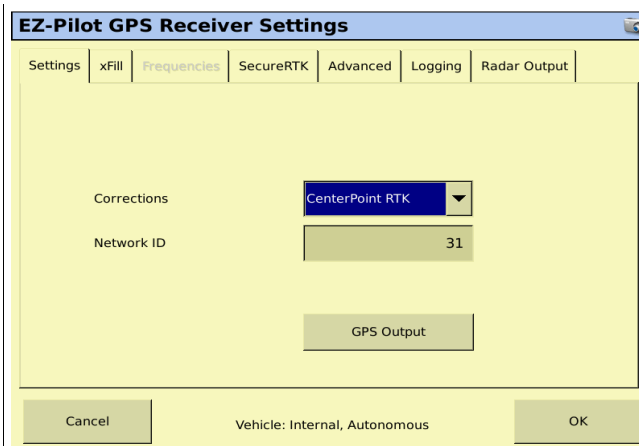 EZ-Pilot GPS Receiver Settings
Settings xFill Frequencies SecureRTK Advanced Logging Radar Output
Corrections CenterPoint RTK
Network ID 31
GPS Output
Cancel Vehicle: Internal, Autonomous OK